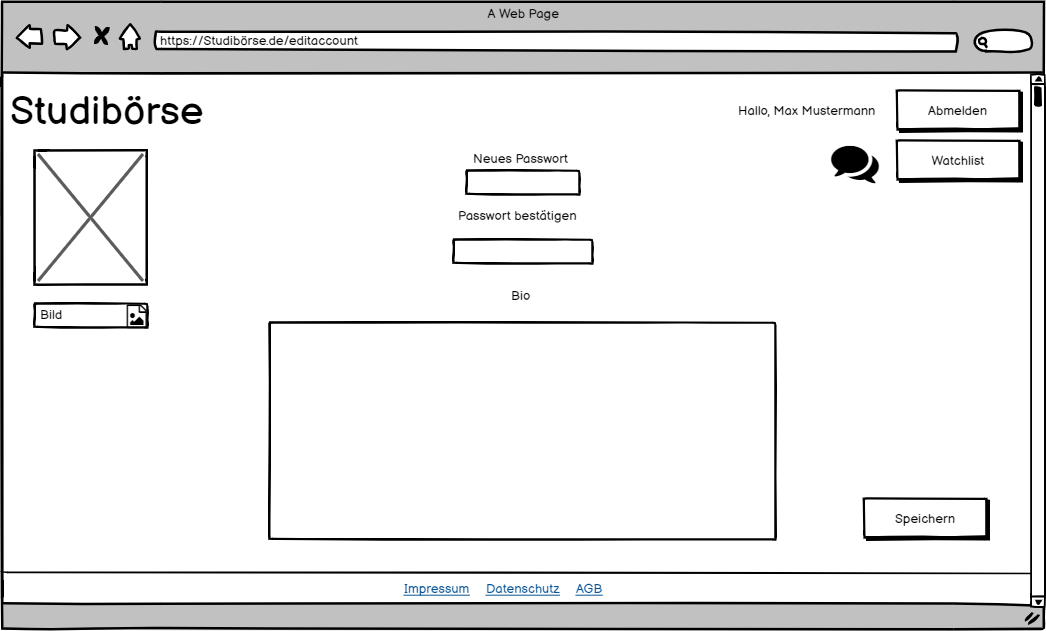 A Web Page
https://Studibörse.de/editaccount
Studibörse
Hallo, Max Mustermann
Abmelden
Watchlist
Neues Passwort
Passwort bestätigen
Bild
Bio
Speichern
Impressum Datenschutz AGB